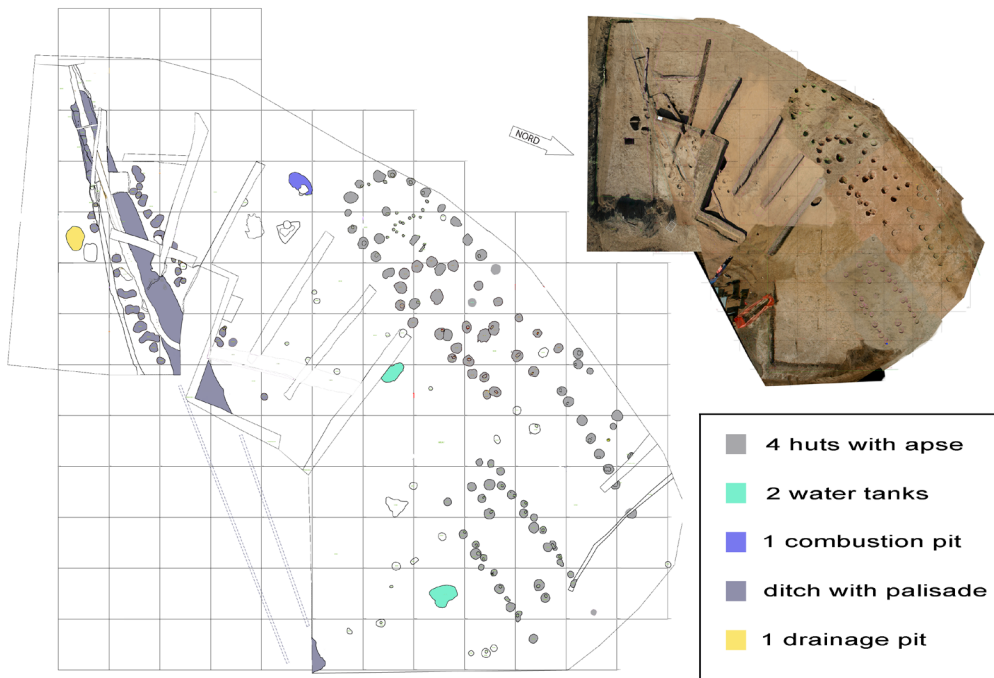 NORD
4 huts with apse
2 water tanks
1 combustion pit
ditch with palisade
1 drainage pit